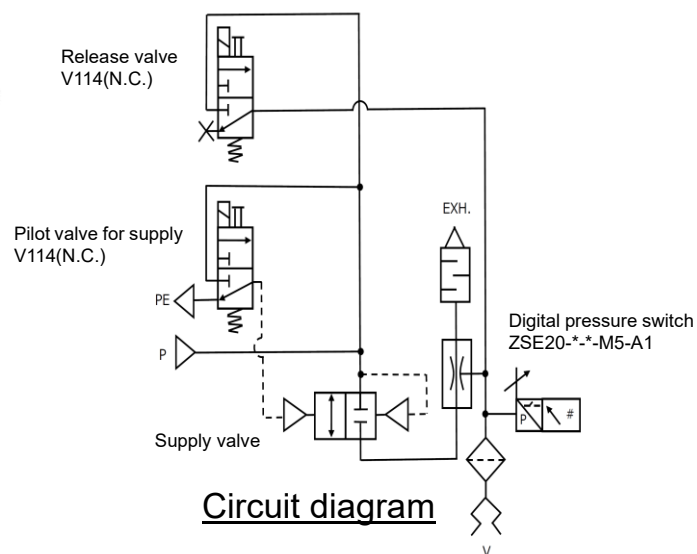 Release valve
V114(N.C.)
EXH.
Pilot valve for supply
V114(N.C.)
PE
Digital pressure switch
ZSE20-*-*-M5-A1
P
P
#
Supply valve
Circuit diagram
V